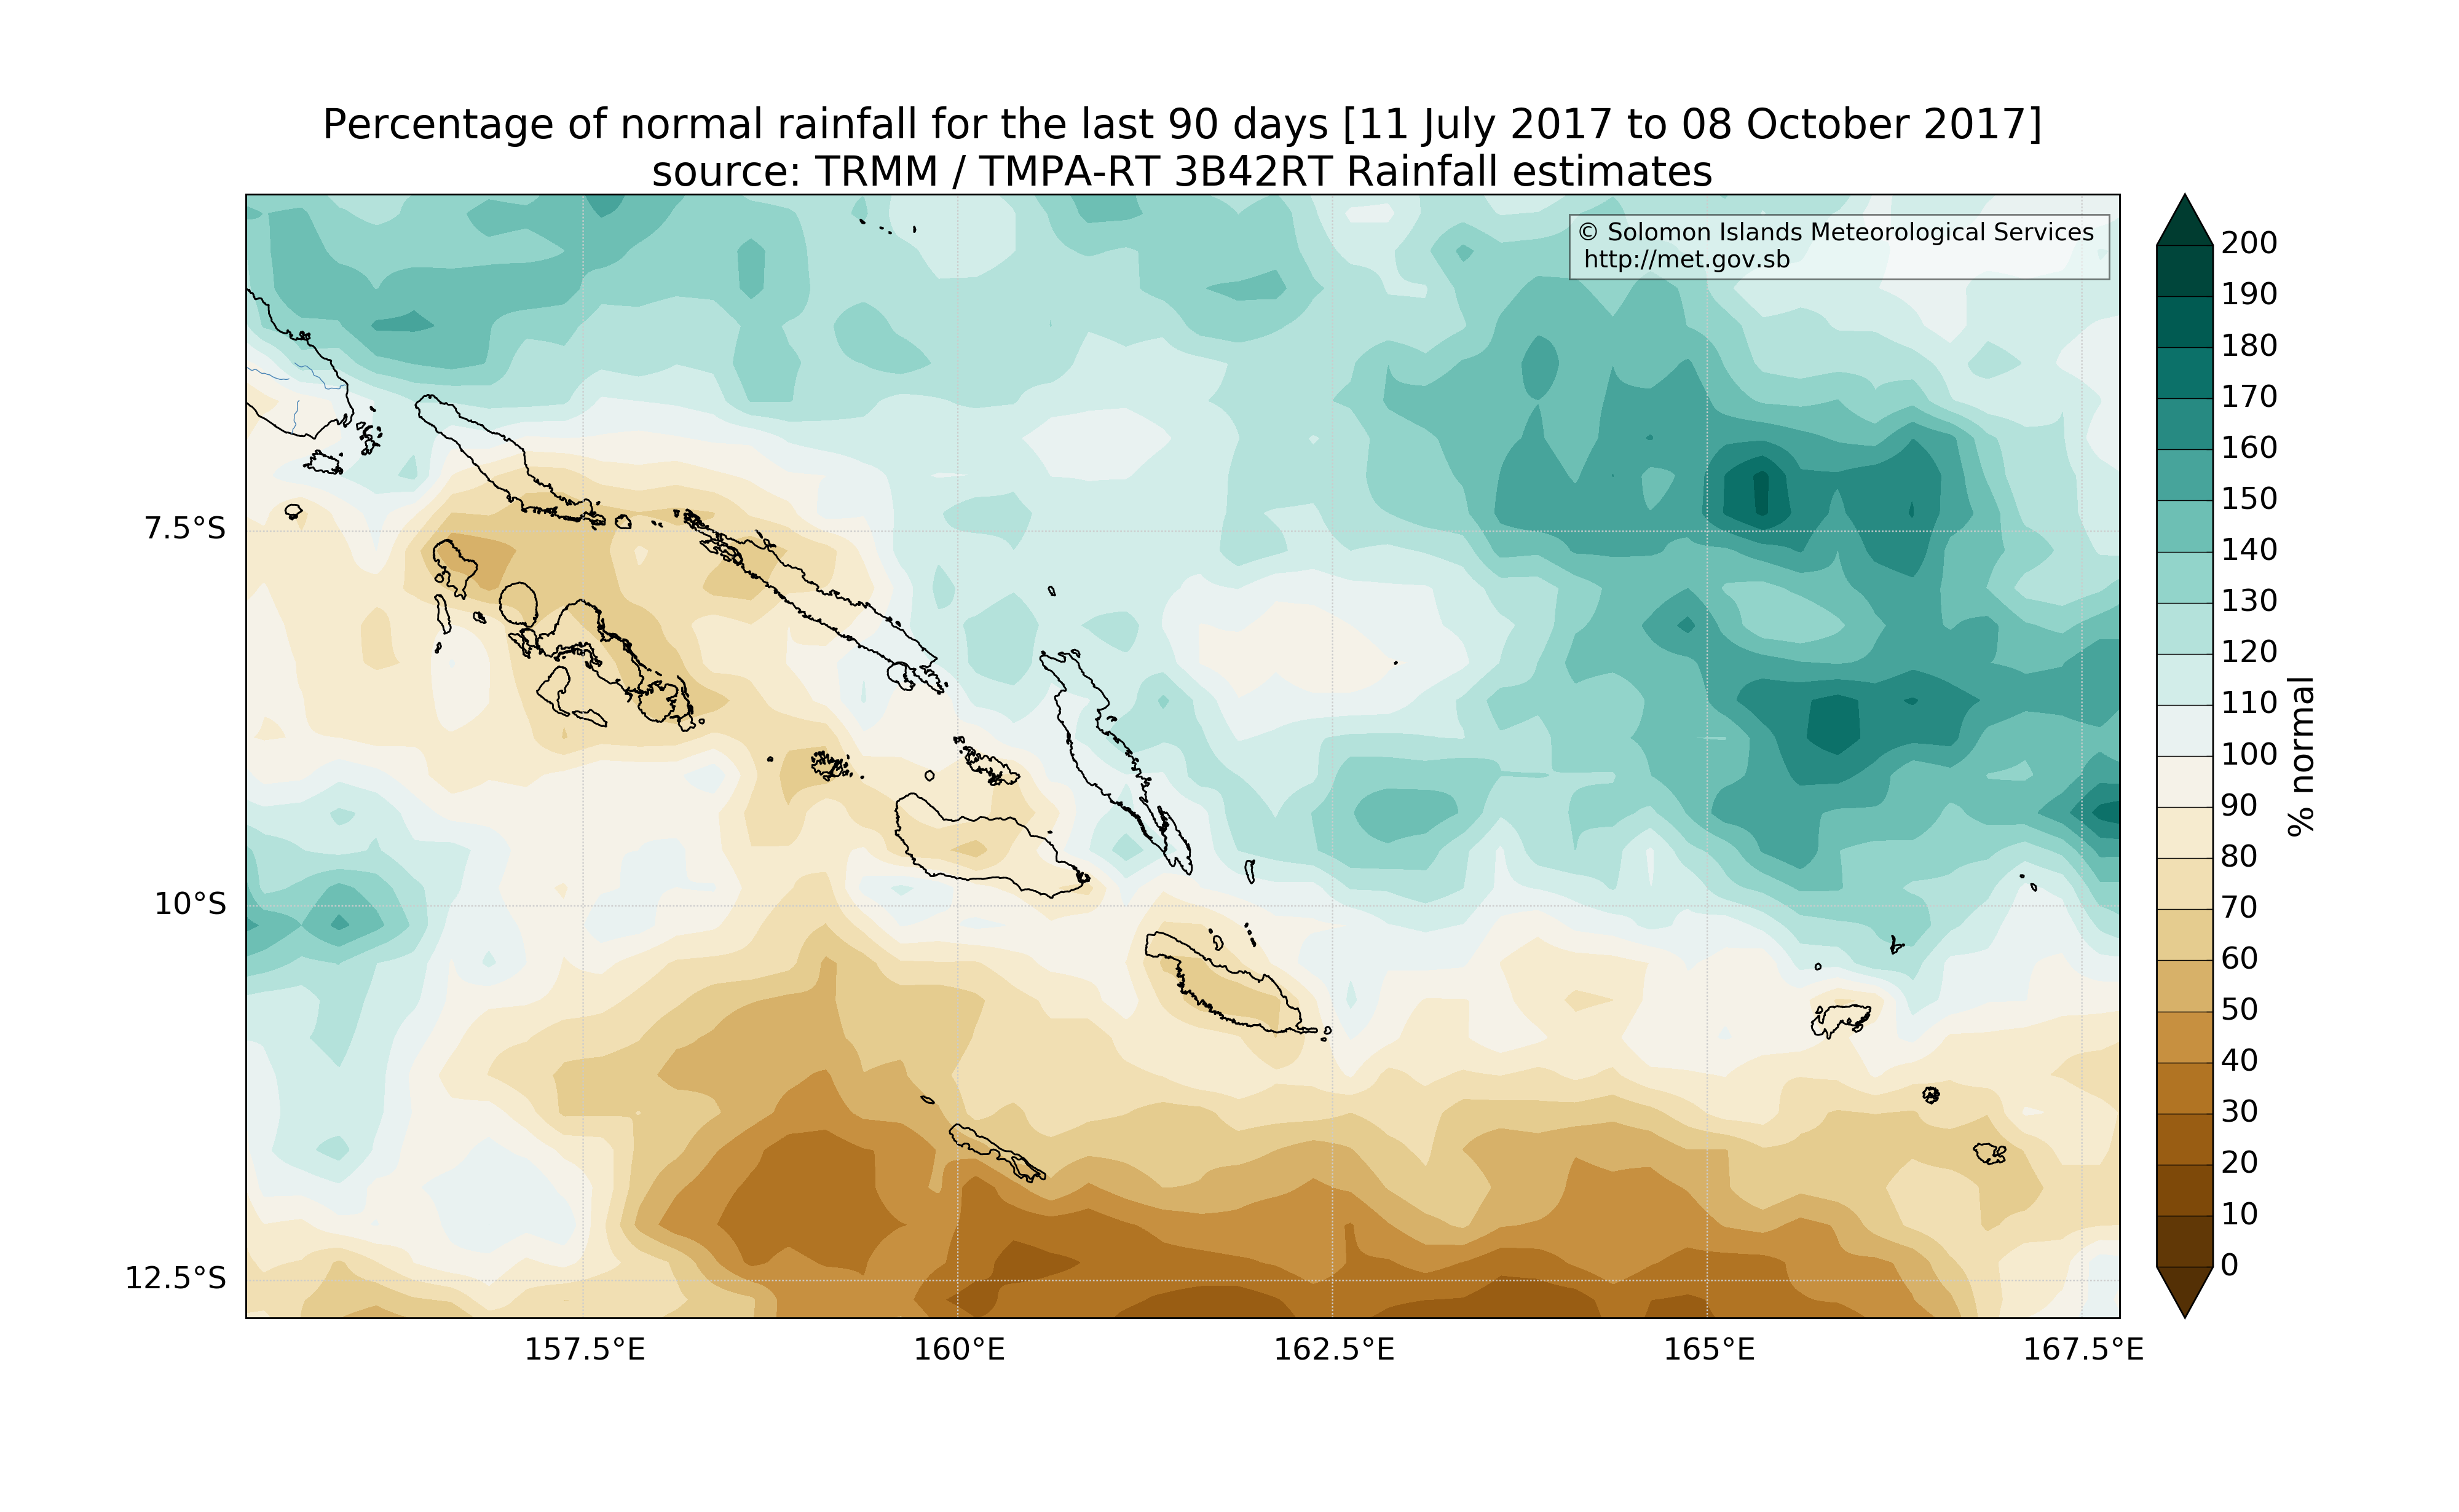 Percentage of normal rainfall for the last 90 days [11 July 2017 to 08 October 2017]
source: TRMM / TMPA-RT 3B42RT Rainfall estimates
© Solomon Islands Meteorological Services
http://met.gov.sb
7.5°S
10°S
12.5°S
157.5°E
160°E
162.5°E
165°E
167.5°E
200
190
180
170
160
150
140
130
120
110
100
90
80
70
60
50
40
30
20
10
0
% normal